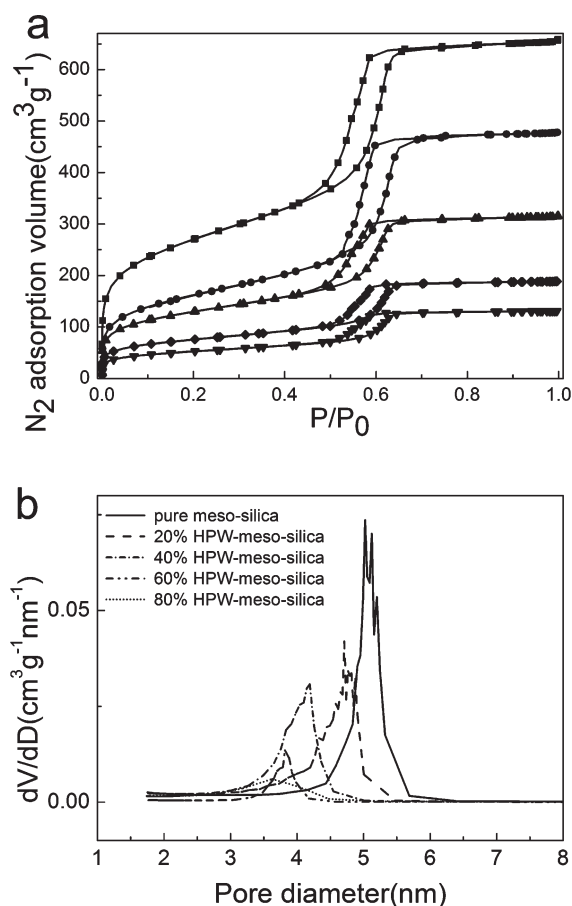 a
N2 adsorption volume(cm³g⁻¹)
600
500
400
300
200
100
0
0.0 0.2 0.4 0.6 0.8 1.0
P/P0
b
pure meso-silica
20% HPW-meso-silica
40% HPW-meso-silica
60% HPW-meso-silica
80% HPW-meso-silica
dV/dD(cm³g⁻¹nm⁻¹)
0.05
0.00
1 2 3 4 5 6 7 8
Pore diameter(nm)